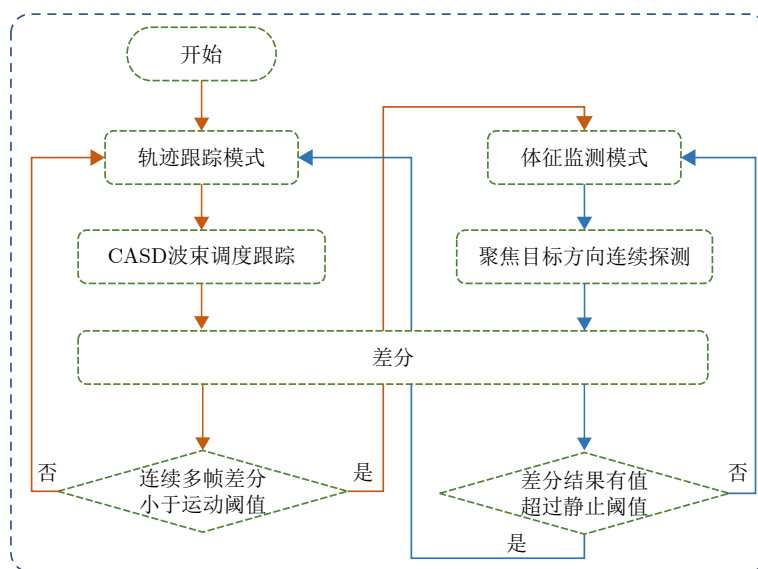 开始
轨迹跟踪模式
体征监测模式
CASD波束调度跟踪
聚焦目标方向连续探测
差分
否
连续多帧差分
小于运动阈值
是
差分结果有值
超过静止阈值
否
是